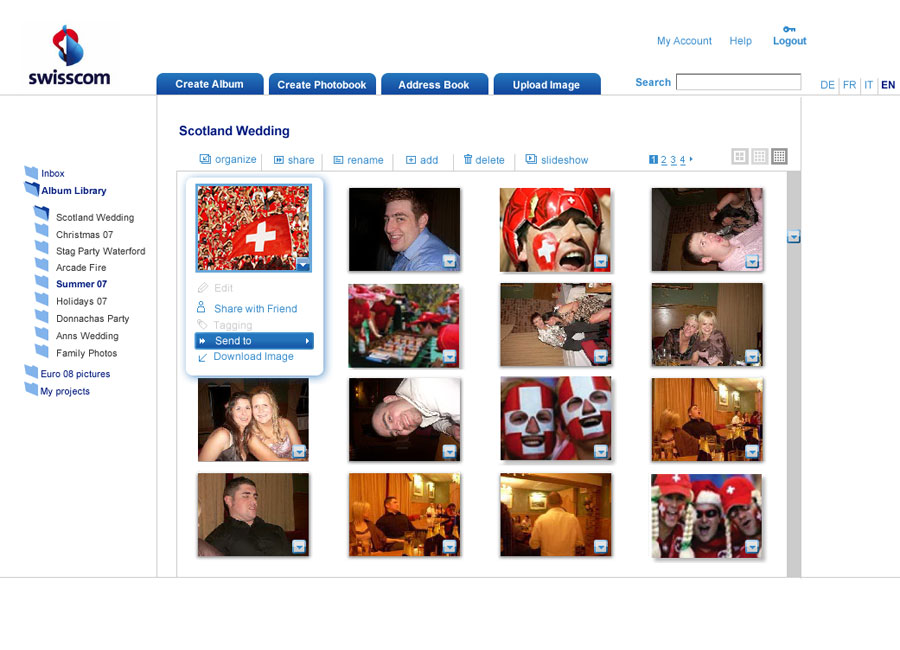 swisscom
My Account Help Logout
Create Album Create Photobook Address Book Upload Image
Search
DE FR IT EN
Scotland Wedding
organize share rename add delete slideshow
1 2 3 4
Inbox
Album Library
Scotland Wedding
Christmas 07
Stag Party Waterford
Arcade Fire
Summer 07
Holidays 07
Donnachas Party
Anns Wedding
Family Photos
Euro 08 pictures
My projects
Edit
Share with Friend
Tagging
Send to
Download Image